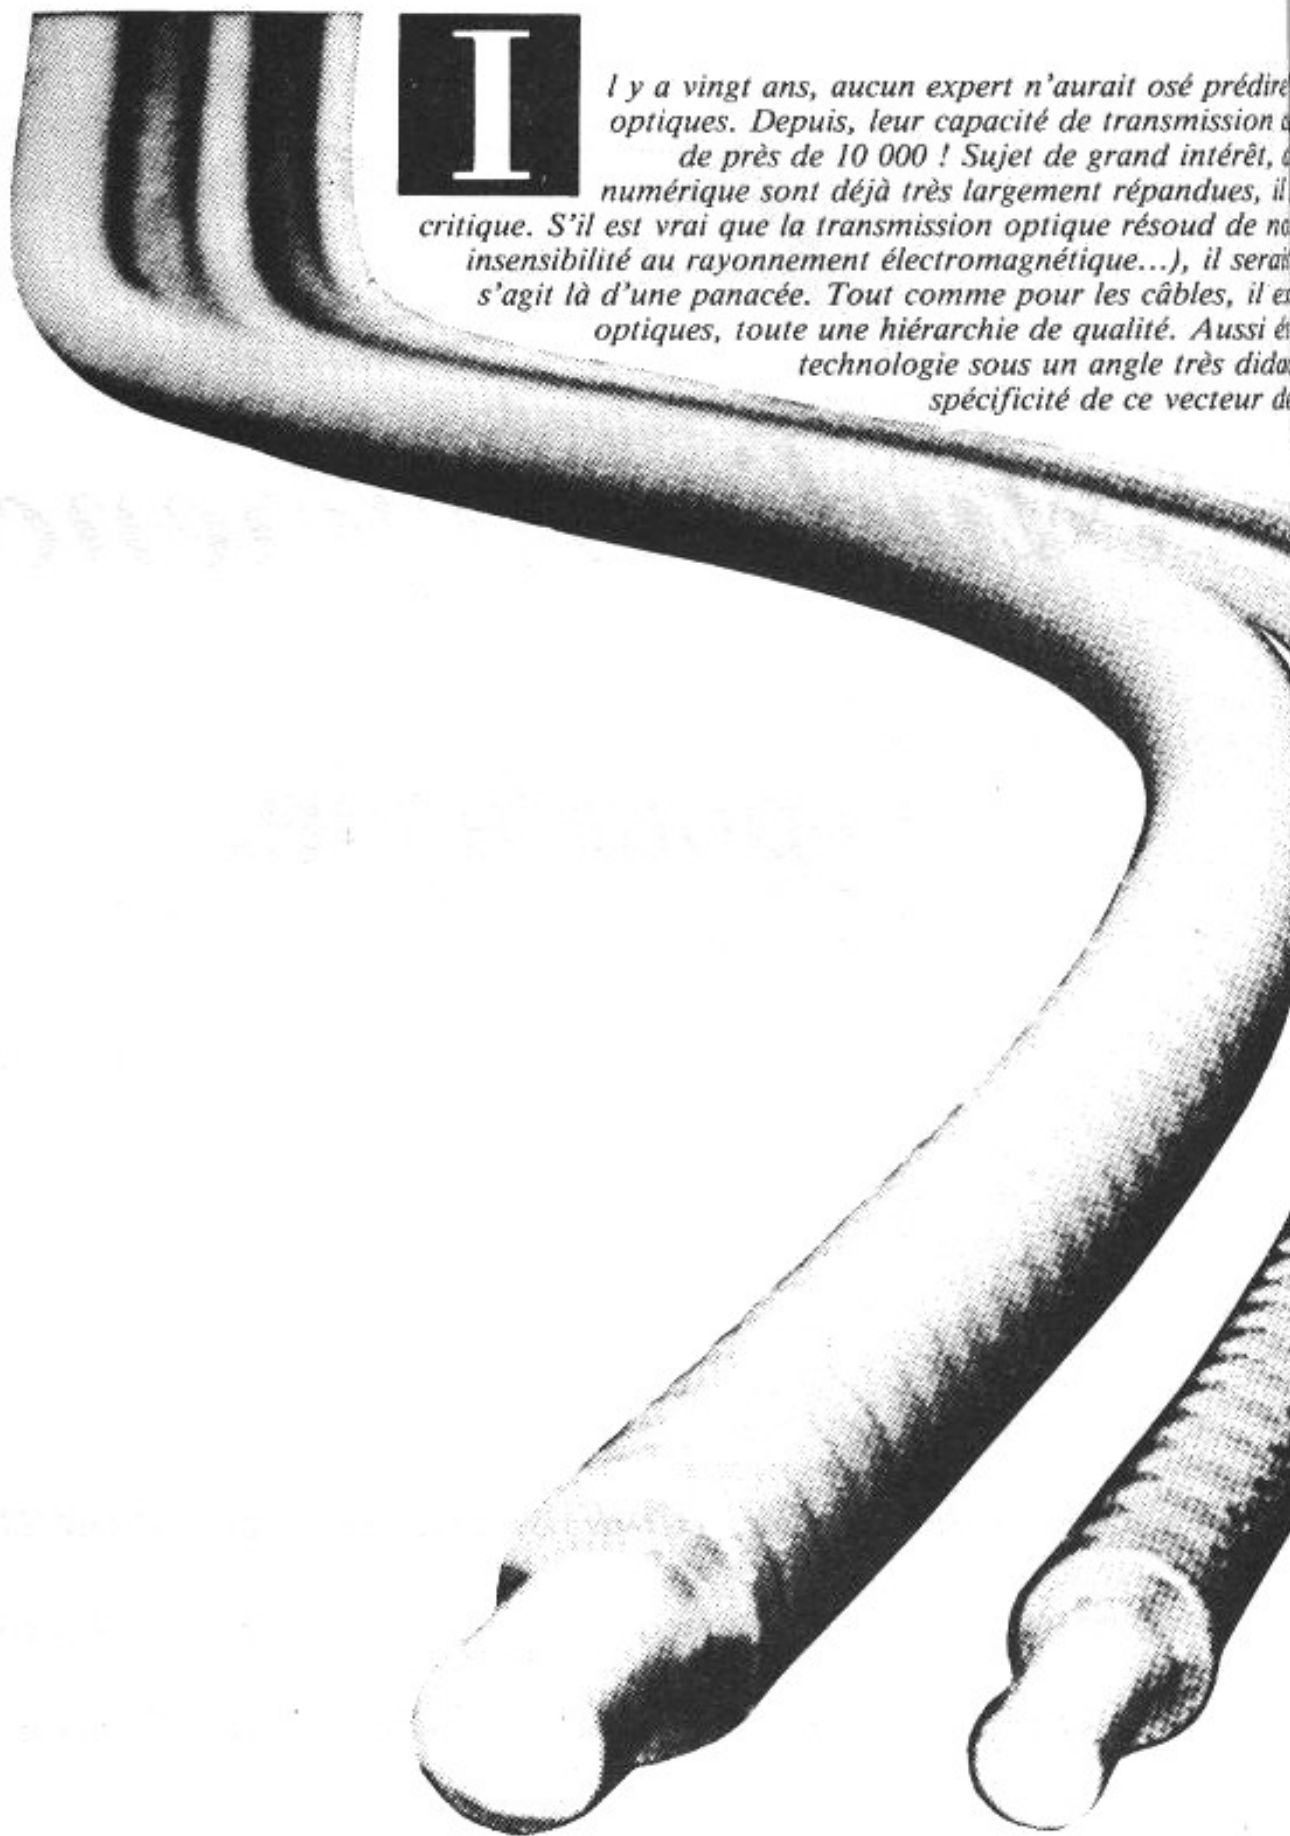 Il y a vingt ans, aucun expert n'aurait osé prédire
optiques. Depuis, leur capacité de transmission
de près de 10 000 ! Sujet de grand intérêt,
numérique sont déjà très largement répandues, il
critique. S'il est vrai que la transmission optique résoud de
insensibilité au rayonnement électromagnétique...), il serait
s'agit là d'une panacée. Tout comme pour les câbles, il
optiques, toute une hiérarchie de qualité. Aussi
technologie sous un angle très
spécificité de ce vecteur